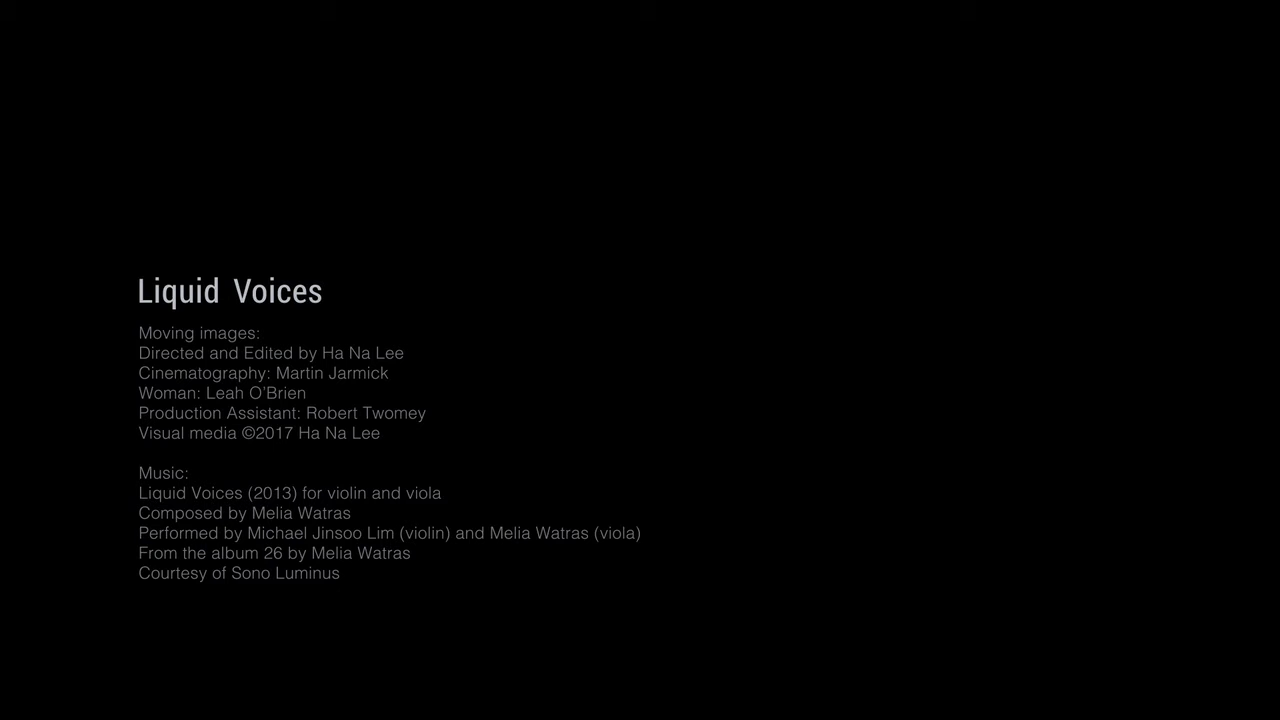 Liquid Voices
Moving images:
Directed and Edited by Ha Na Lee
Cinematography: Martin Jarmick
Woman: Leah O’Brien
Production Assistant: Robert Twomey
Visual media ©2017 Ha Na Lee
Music:
Liquid Voices (2013) for violin and viola
Composed by Melia Watras
Performed by Michael Jinsoo Lim (violin) and Melia Watras (viola)
From the album 26 by Melia Watras
Courtesy of Sono Luminus